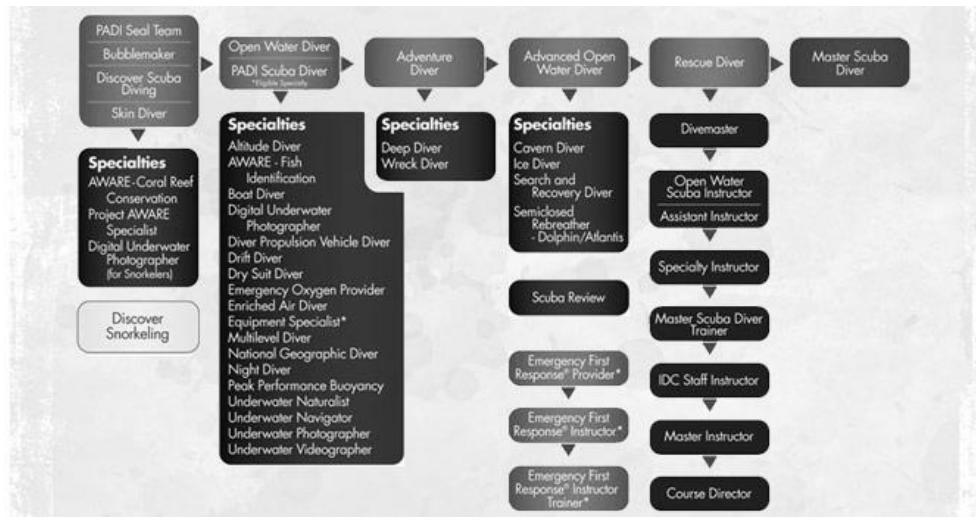 PADI Seal Team
Bubblemaker
Discover Scuba
Diving
Skin Diver
Specialties
AWARE-Coral Reef
Conservation
Project AWARE
Specialist
Digital Underwater
Photographer
(for Snorkelers)
Discover
Snorkeling
Open Water Diver
PADI Scuba Diver
*Eligible Specialty
Specialties
Altitude Diver
AWARE - Fish
Identification
Boat Diver
Digital Underwater
Photographer
Diver Propulsion Vehicle Diver
Drift Diver
Dry Suit Diver
Emergency Oxygen Provider
Enriched Air Diver
Equipment Specialist*
Multilevel Diver
National Geographic Diver
Night Diver
Peak Performance Buoyancy
Underwater Naturalist
Underwater Navigator
Underwater Photographer
Underwater Videographer
Adventure
Diver
Specialties
Deep Diver
Wreck Diver
Advanced Open
Water Diver
Specialties
Cavern Diver
Ice Diver
Search and
Recovery Diver
Semiclosed
Rebreather
- Dolphin/Atlantis
Scuba Review
Emergency First
Response® Provider*
Emergency First
Response® Instructor*
Emergency First
Response® Instructor
Trainer*
Rescue Diver
Divemaster
Open Water
Scuba Instructor
Assistant Instructor
Specialty Instructor
Master Scuba Diver
Trainer
IDC Staff Instructor
Master Instructor
Course Director
Master Scuba
Diver